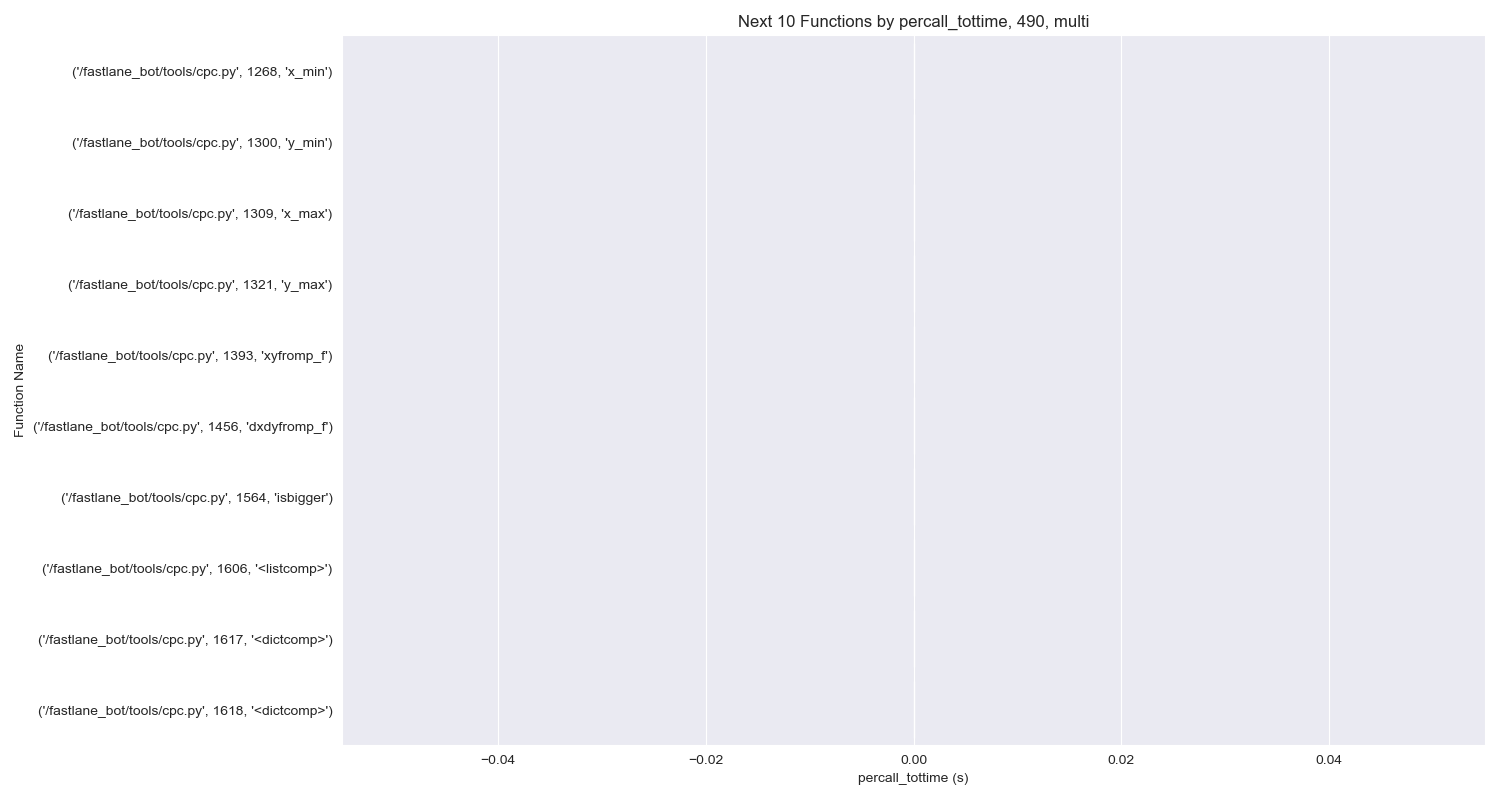 Next 10 Functions by percall_tottime, 490, multi
('/fastlane_bot/tools/cpc.py', 1268, 'x_min')
('/fastlane_bot/tools/cpc.py', 1300, 'y_min')
('/fastlane_bot/tools/cpc.py', 1309, 'x_max')
('/fastlane_bot/tools/cpc.py', 1321, 'y_max')
('/fastlane_bot/tools/cpc.py', 1393, 'xyfromp_f')
('/fastlane_bot/tools/cpc.py', 1456, 'dxdyfromp_f')
('/fastlane_bot/tools/cpc.py', 1564, 'isbigger')
('/fastlane_bot/tools/cpc.py', 1606, '<listcomp>')
('/fastlane_bot/tools/cpc.py', 1617, '<dictcomp>')
('/fastlane_bot/tools/cpc.py', 1618, '<dictcomp>')
Function Name
−0.04 −0.02 0.00 0.02 0.04
percall_tottime (s)